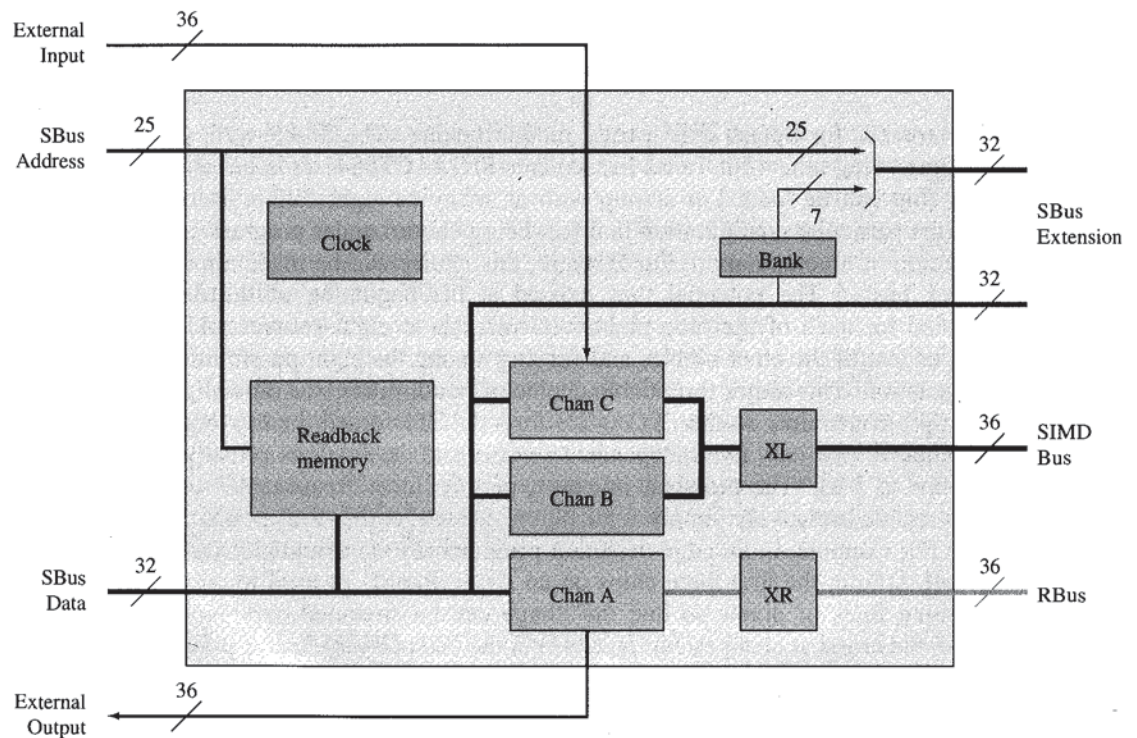 36
External
Input
SBus
Address
25
25
32
7
SBus
Extension
Clock
Bank
32
Chan C
Readback
memory
XL
36
SIMD
Bus
Chan B
SBus
Data
32
Chan A
XR
36
RBus
External
Output
36